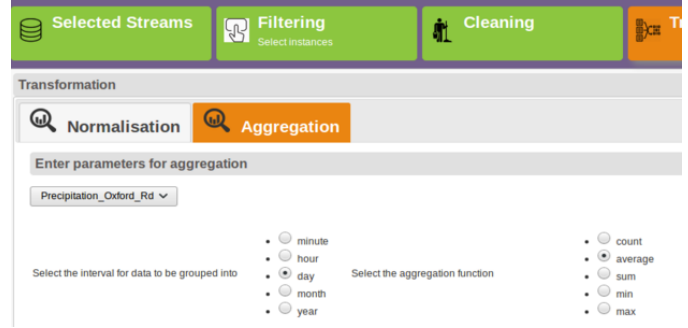 Selected Streams
Filtering
Select instances
Cleaning
Transformation
Normalisation
Aggregation
Enter parameters for aggregation
Precipitation_Oxford_Rd
Select the interval for data to be grouped into
minute
hour
day
month
year
Select the aggregation function
count
average
sum
min
max